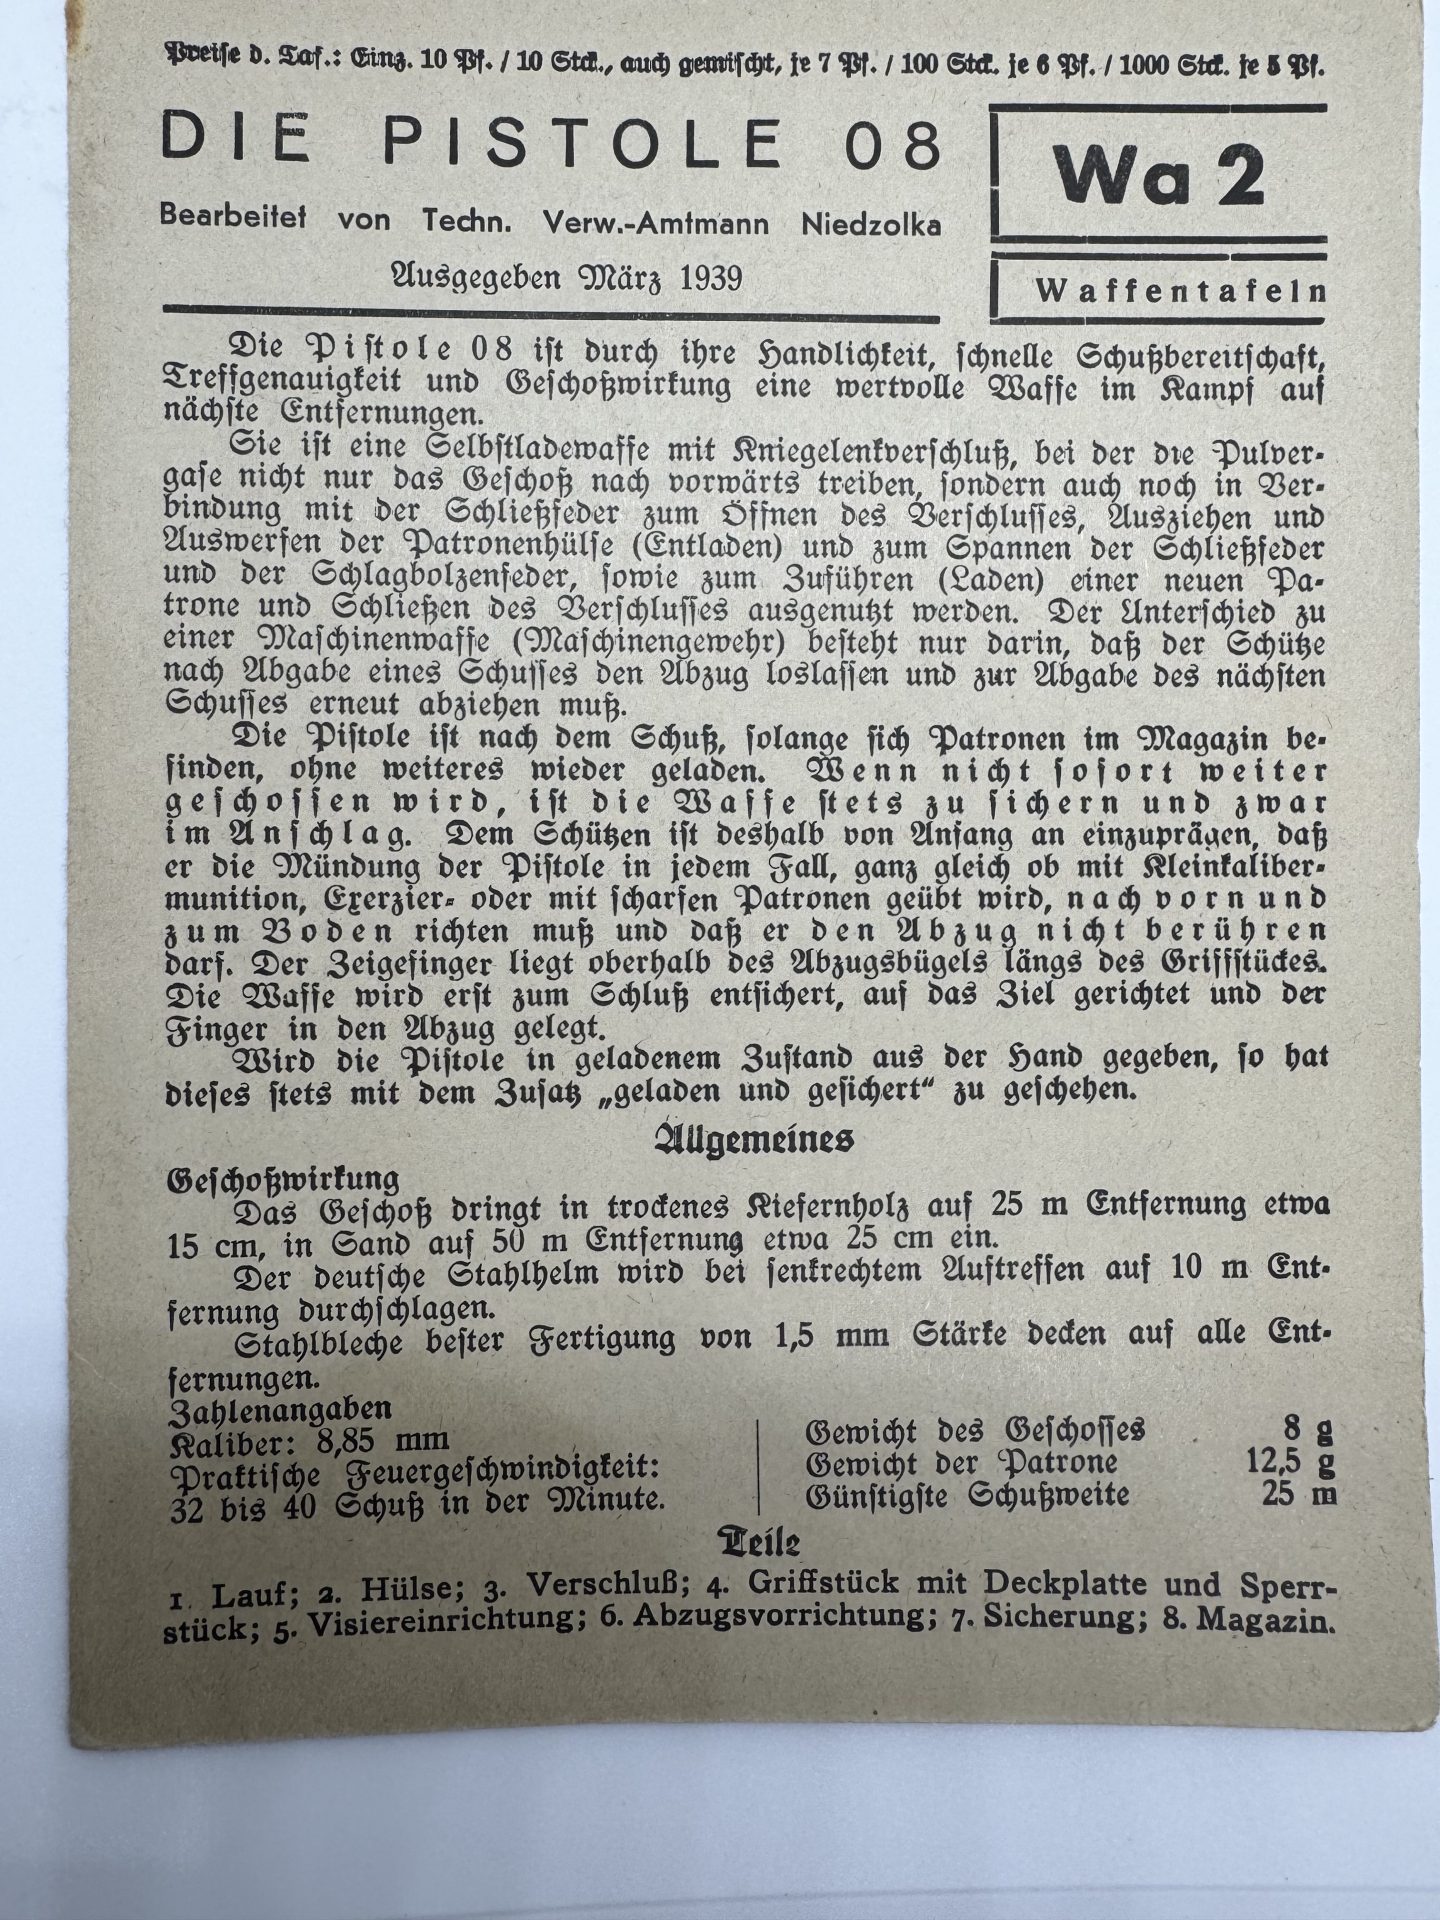 Preise d. Taf.: Einz. 10 Pf. / 10 Stck., auch gemischt, je 7 Pf. / 100 Stck. je 6 Pf. / 1000 Stck. je 5 Pf.
DIE PISTOLE 08
Wa 2
Bearbeitet von Techn. Verw.-Amtmann Niedzolka
Ausgegeben März 1939
Waffentafeln
Die Pistole 08 ist durch ihre Handlichkeit, schnelle Schußbereitschaft,
Treffgenauigkeit und Geschoßwirkung eine wertvolle Waffe im Kampf auf
nächste Entfernungen.
Sie ist eine Selbstladewaffe mit Kniegelenkverschluß, bei der die Pulver-
gase nicht nur das Geschoß nach vorwärts treiben, sondern auch noch in Ver-
bindung mit der Schließfeder zum Öffnen des Verschlusses, Ausziehen und
Auswerfen der Patronenhülse (Entladen) und zum Spannen der Schließfeder
und der Schlagbolzenfeder, sowie zum Zuführen (Laden) einer neuen Pa-
trone und Schließen des Verschlusses ausgenutzt werden. Der Unterschied zu
einer Maschinenwaffe (Maschinengewehr) besteht nur darin, daß der Schütze
nach Abgabe eines Schusses den Abzug loslassen und zur Abgabe des nächsten
Schusses erneut abziehen muß.
Die Pistole ist nach dem Schuß, solange sich Patronen im Magazin be-
finden, ohne weiteres wieder geladen. Wenn nicht sofort weiter
geschossen wird, ist die Waffe stets zu sichern und zwar
im Anschlag. Dem Schützen ist deshalb von Anfang an einzuprägen, daß
er die Mündung der Pistole in jedem Fall, ganz gleich ob mit Kleinkaliber-
munition, Exerzier- oder mit scharfen Patronen geübt wird, nach vorn und
zum Boden richten muß und daß er den Abzug nicht berühren
darf. Der Zeigefinger liegt oberhalb des Abzugsbügels längs des Griffstückes.
Die Waffe wird erst zum Schluß entsichert, auf das Ziel gerichtet und der
Finger in den Abzug gelegt.
Wird die Pistole in geladenem Zustand aus der Hand gegeben, so hat
dieses stets mit dem Zusatz „geladen und gesichert“ zu geschehen.
Allgemeines
Geschoßwirkung
Das Geschoß dringt in trockenes Kiefernholz auf 25 m Entfernung etwa
15 cm, in Sand auf 50 m Entfernung etwa 25 cm ein.
Der deutsche Stahlhelm wird bei senkrechtem Auftreffen auf 10 m Ent-
fernung durchschlagen.
Stahlbleche bester Fertigung von 1,5 mm Stärke decken auf alle Ent-
fernungen.
Zahlenangaben
Kaliber: 8,85 mm
Praktische Feuergeschwindigkeit:
32 bis 40 Schuß in der Minute.
Gewicht des Geschosses 8 g
Gewicht der Patrone 12,5 g
Günstigste Schußweite 25 m
Teile
1. Lauf; 2. Hülse; 3. Verschluß; 4. Griffstück mit Deckplatte und Sperr-
stück; 5. Visiereinrichtung; 6. Abzugsvorrichtung; 7. Sicherung; 8. Magazin.